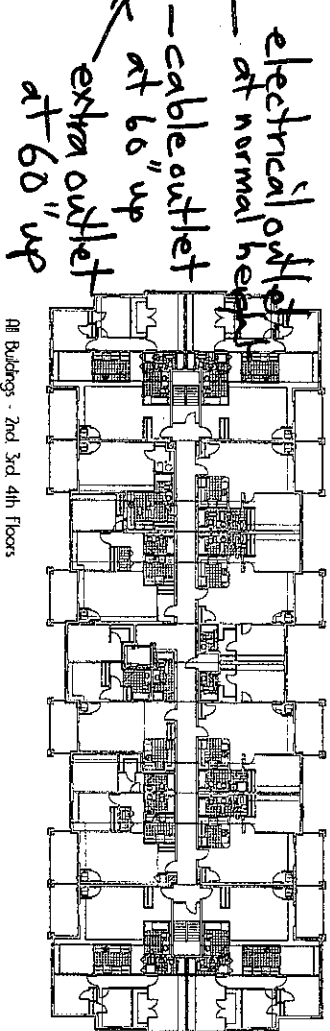 electrical outlet
— at normal height
— cable outlet
at 60" up
extra outlet
at 60" up
All Buildings - 2nd 3rd 4th Floors